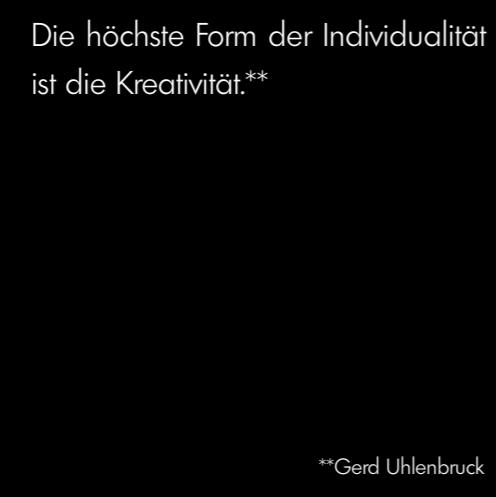 Die höchste Form der Individualität
ist die Kreativität.**
**Gerd Uhlenbruck